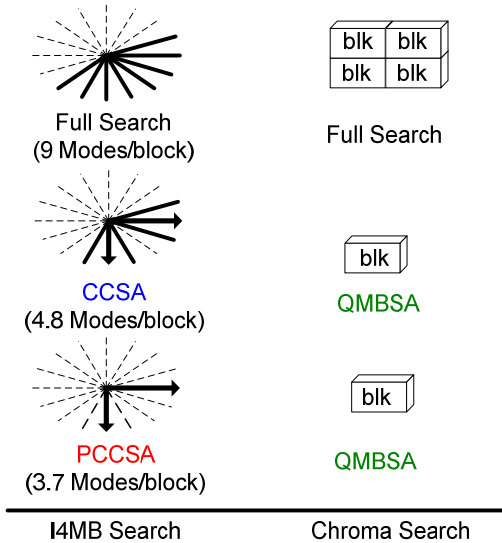 blk blk
blk blk
Full Search
(9 Modes/block)
Full Search
blk
CCSA
(4.8 Modes/block)
QMBSA
blk
PCCSA
(3.7 Modes/block)
QMBSA
I4MB Search
Chroma Search